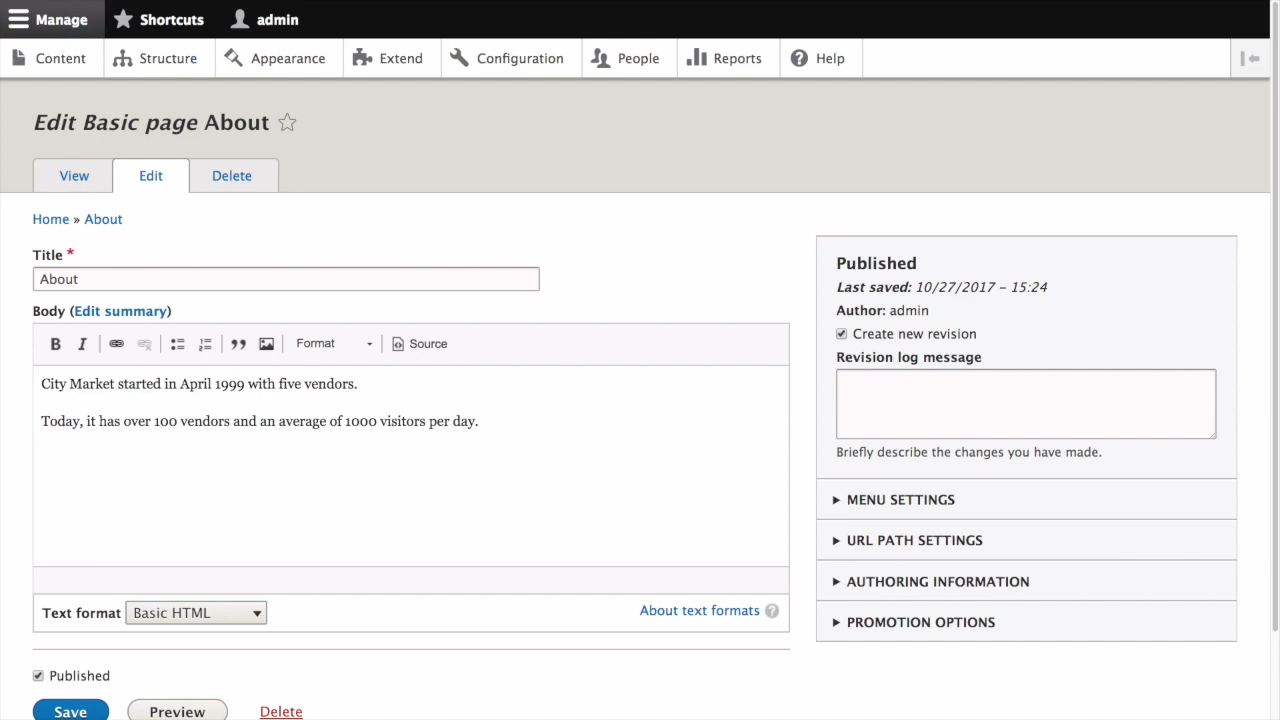 Manage Shortcuts admin
Content Structure Appearance Extend Configuration People Reports Help
Edit Basic page About
View Edit Delete
Home » About
Title *
About
Body (Edit summary)
B I Format Source
City Market started in April 1999 with five vendors.
Today, it has over 100 vendors and an average of 1000 visitors per day.
Text format Basic HTML About text formats ?
Published
Save Preview Delete
Published
Last saved: 10/27/2017 – 15:24
Author: admin
Create new revision
Revision log message
Briefly describe the changes you have made.
MENU SETTINGS
URL PATH SETTINGS
AUTHORING INFORMATION
PROMOTION OPTIONS